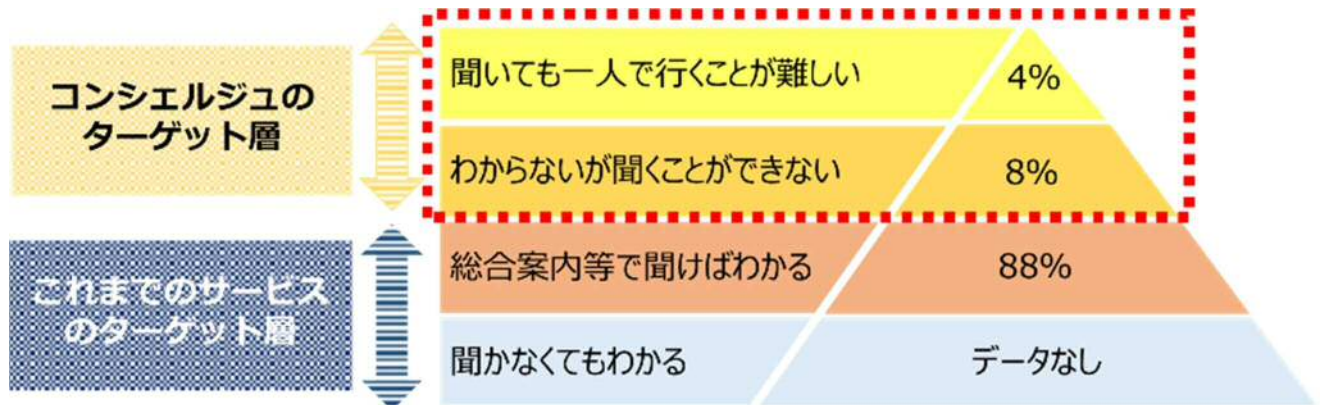 コンシェルジュの
ターゲット層
聞いても一人で行くことが難しい 4%
わからないが聞くことができない 8%
これまでのサービス
のターゲット層
総合案内等で聞けばわかる 88%
聞かなくてもわかる データなし